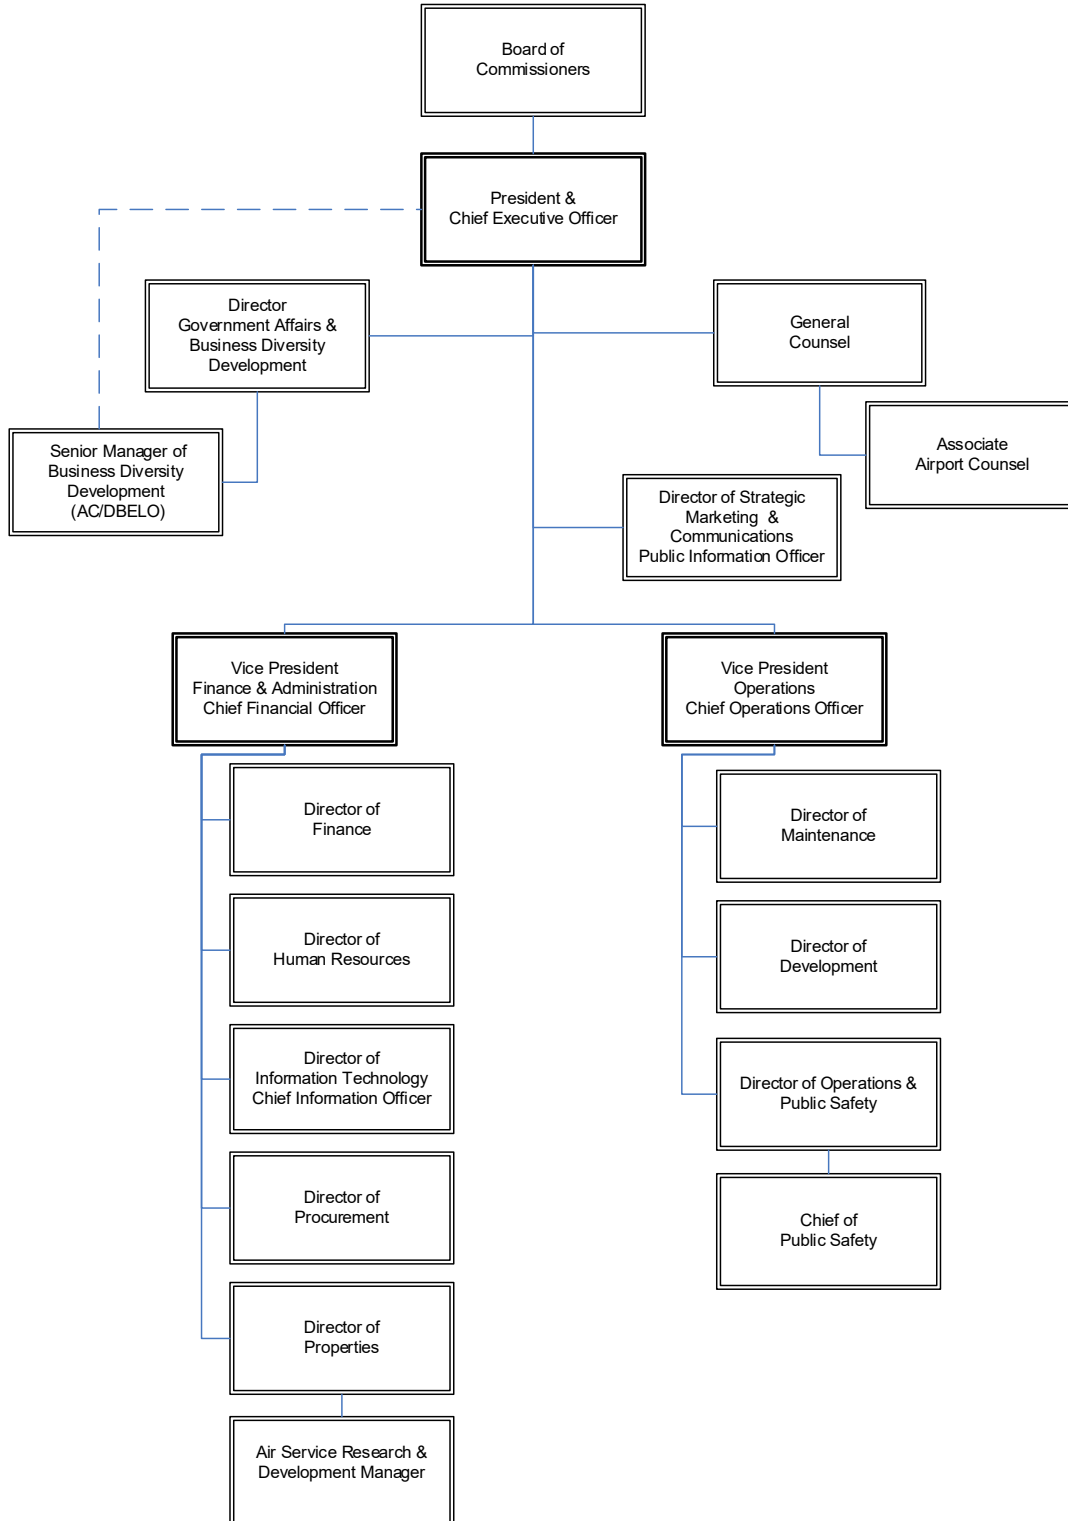 Board of
Commissioners
President &
Chief Executive Officer
Director
Government Affairs &
Business Diversity
Development
General
Counsel
Senior Manager of
Business Diversity
Development
(AC/DBELO)
Associate
Airport Counsel
Director of Strategic
Marketing &
Communications
Public Information Officer
Vice President
Finance & Administration
Chief Financial Officer
Vice President
Operations
Chief Operations Officer
Director of
Finance
Director of
Human Resources
Director of
Information Technology
Chief Information Officer
Director of
Procurement
Director of
Properties
Air Service Research &
Development Manager
Director of
Maintenance
Director of
Development
Director of Operations &
Public Safety
Chief of
Public Safety